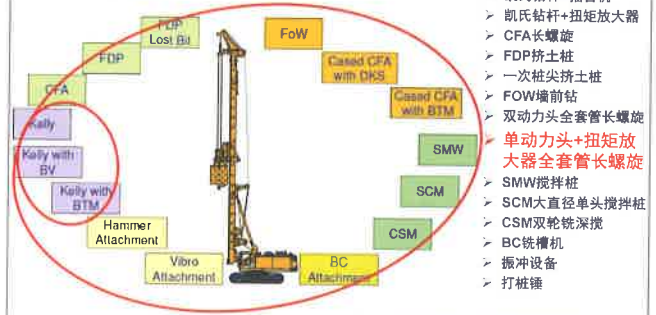 凯氏钻杆+扭矩放大器
CFA长螺旋
FDP挤土桩
一次桩尖挤土桩
FOW墙前钻
双动力头全套管长螺旋
单动力头+扭矩放
大器全套管长螺旋
SMW搅拌桩
SCM大直径单头搅拌桩
CSM双轮铣深搅
BC铣槽机
振冲设备
打桩锤
FDP
Lost Bit
FDP
CFA
Kelly
Kelly with
BV
Kelly with
BTM
Hammer
Attachment
Vibro
Attachment
FoW
Cased CFA
with DKS
Cased CFA
with BTM
SMW
SCM
CSM
BC
Attachment